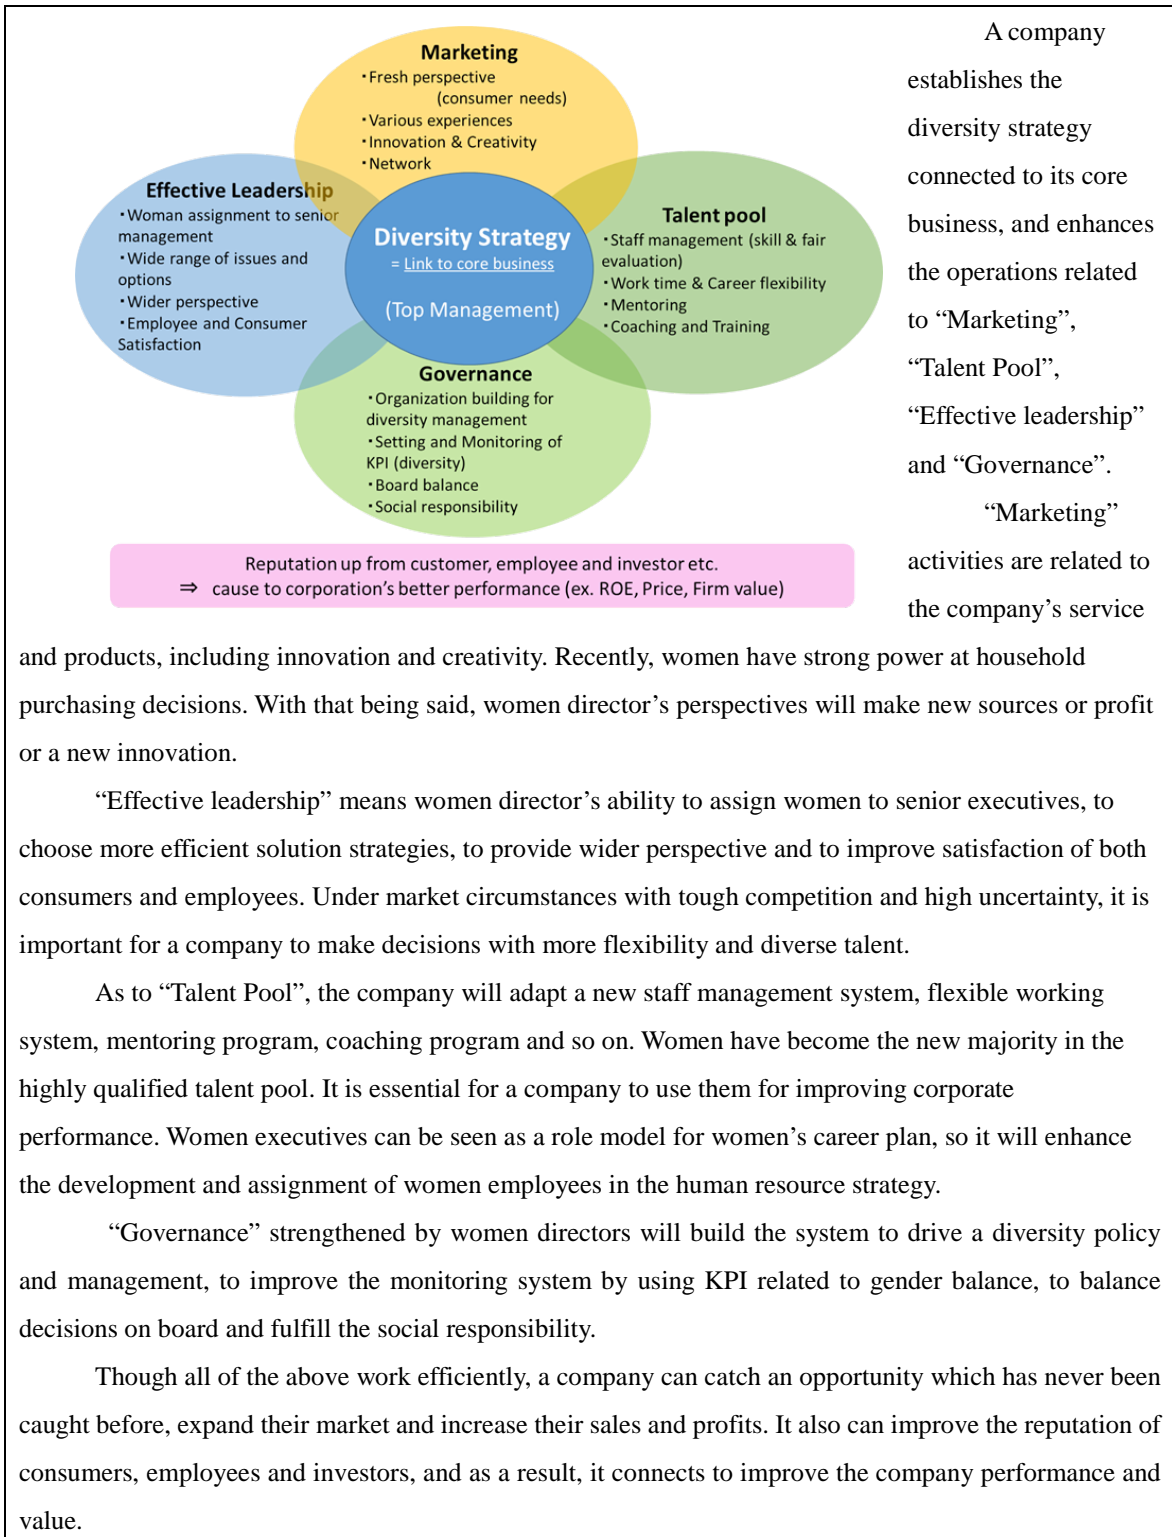 Marketing
・Fresh perspective
(consumer needs)
・Various experiences
・Innovation & Creativity
・Network
Effective Leadership
・Woman assignment to senior
management
・Wide range of issues and
options
・Wider perspective
・Employee and Consumer
Satisfaction
Diversity Strategy
= Link to core business
(Top Management)
Talent pool
・Staff management (skill & fair
evaluation)
・Work time & Career flexibility
・Mentoring
・Coaching and Training
Governance
・Organization building for
diversity management
・Setting and Monitoring of
KPI (diversity)
・Board balance
・Social responsibility
Reputation up from customer, employee and investor etc.
⇒ cause to corporation's better performance (ex. ROE, Price, Firm value)
A company
establishes the
diversity strategy
connected to its core
business, and enhances
the operations related
to “Marketing”,
“Talent Pool”,
“Effective leadership”
and “Governance”.
“Marketing”
activities are related to
the company’s service
and products, including innovation and creativity. Recently, women have strong power at household
purchasing decisions. With that being said, women director’s perspectives will make new sources or profit
or a new innovation.
“Effective leadership” means women director’s ability to assign women to senior executives, to
choose more efficient solution strategies, to provide wider perspective and to improve satisfaction of both
consumers and employees. Under market circumstances with tough competition and high uncertainty, it is
important for a company to make decisions with more flexibility and diverse talent.
As to “Talent Pool”, the company will adapt a new staff management system, flexible working
system, mentoring program, coaching program and so on. Women have become the new majority in the
highly qualified talent pool. It is essential for a company to use them for improving corporate
performance. Women executives can be seen as a role model for women’s career plan, so it will enhance
the development and assignment of women employees in the human resource strategy.
“Governance” strengthened by women directors will build the system to drive a diversity policy
and management, to improve the monitoring system by using KPI related to gender balance, to balance
decisions on board and fulfill the social responsibility.
Though all of the above work efficiently, a company can catch an opportunity which has never been
caught before, expand their market and increase their sales and profits. It also can improve the reputation of
consumers, employees and investors, and as a result, it connects to improve the company performance and
value.